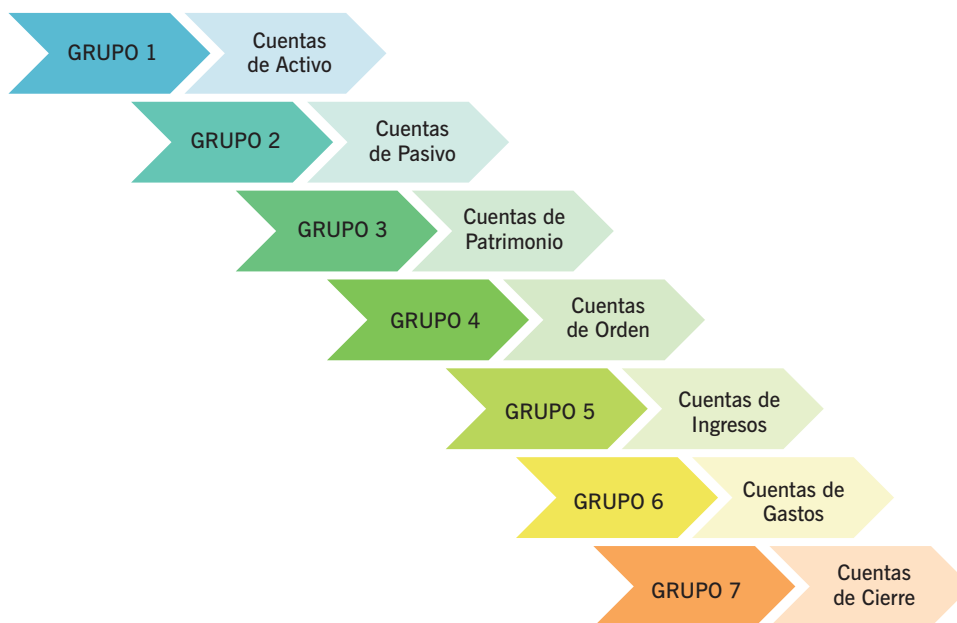 GRUPO 1
Cuentas
de Activo
GRUPO 2
Cuentas
de Pasivo
GRUPO 3
Cuentas de
Patrimonio
GRUPO 4
Cuentas
de Orden
GRUPO 5
Cuentas de
Ingresos
GRUPO 6
Cuentas de
Gastos
GRUPO 7
Cuentas
de Cierre